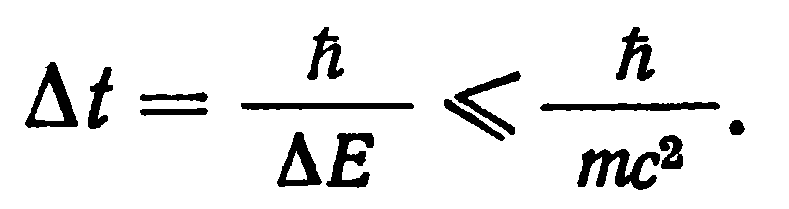 Δt = ℏ/ΔE ⩽ ℏ/mc².